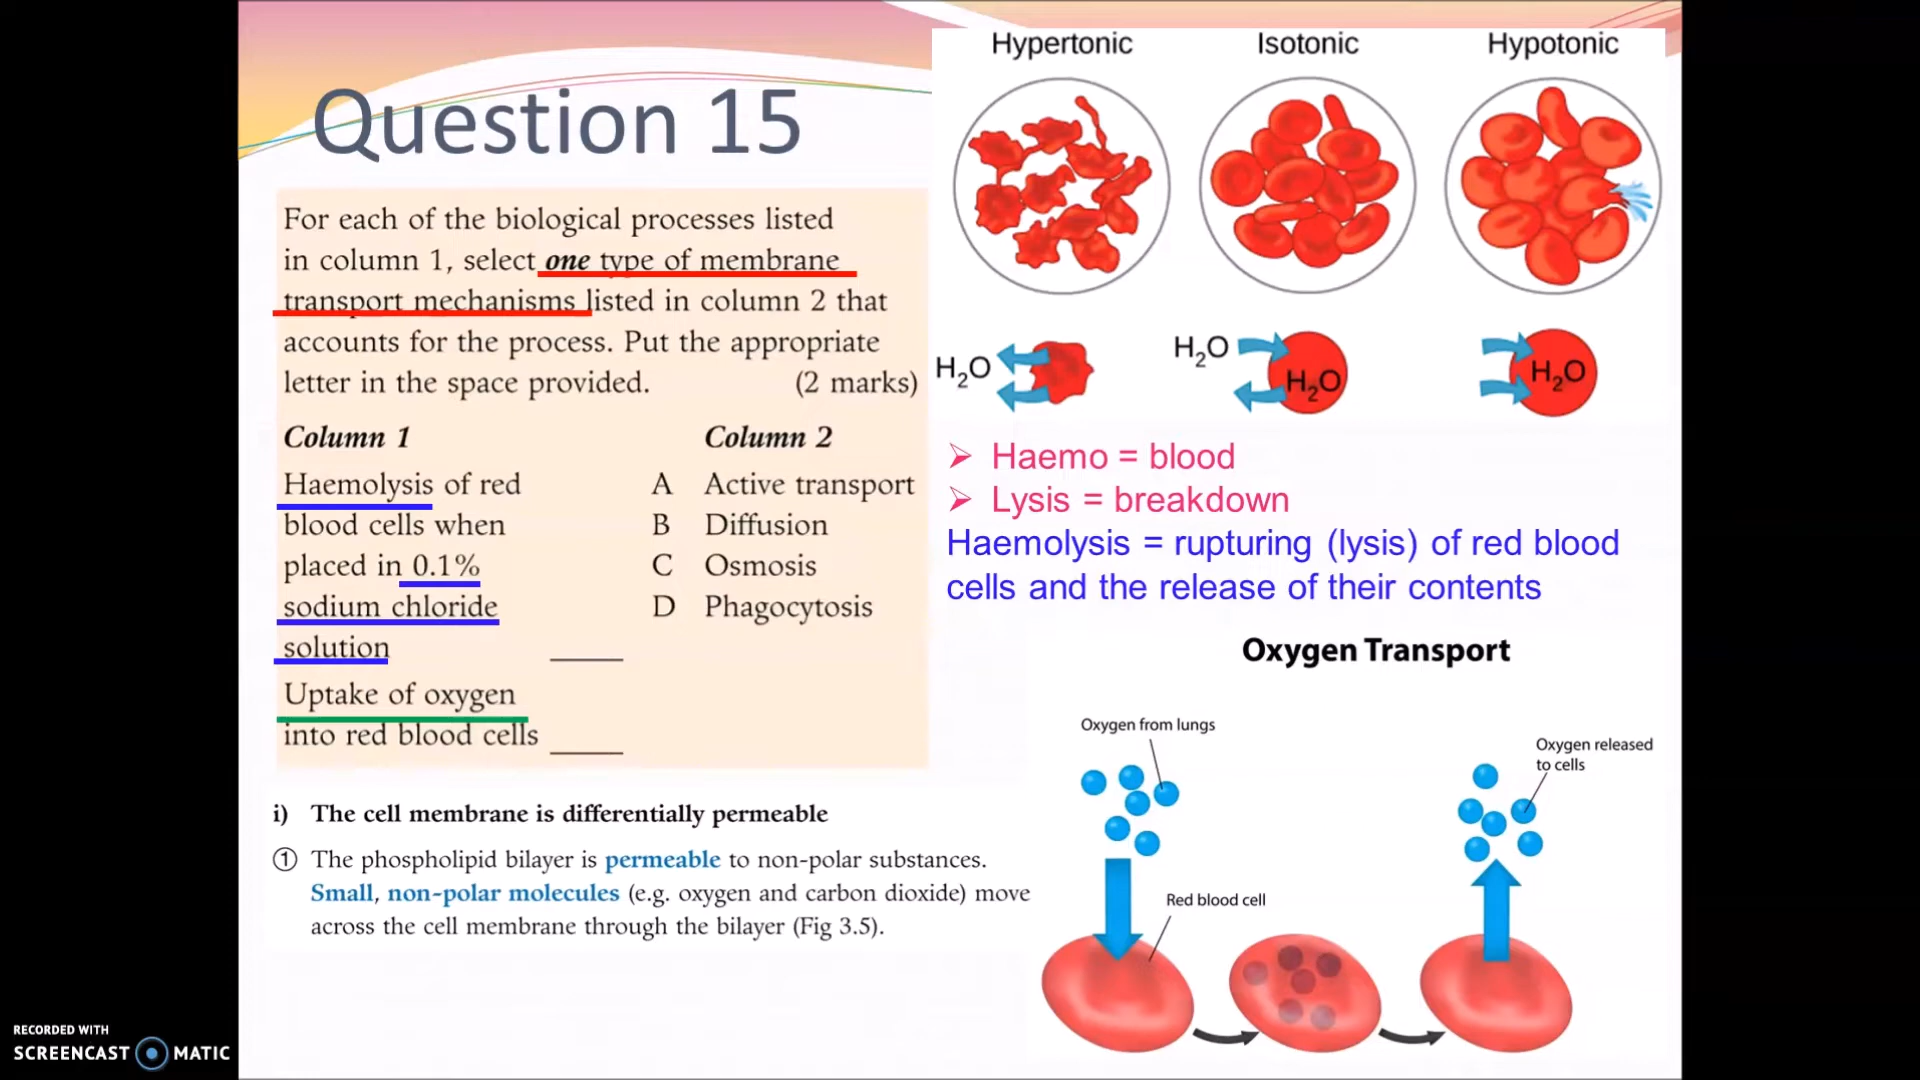 Question 15
For each of the biological processes listed
in column 1, select one type of membrane
transport mechanisms listed in column 2 that
accounts for the process. Put the appropriate
letter in the space provided. (2 marks)
Column 1 Column 2
Haemolysis of red A Active transport
blood cells when B Diffusion
placed in 0.1% C Osmosis
sodium chloride D Phagocytosis
solution _____
Uptake of oxygen
into red blood cells _____
i) The cell membrane is differentially permeable
① The phospholipid bilayer is permeable to non-polar substances.
Small, non-polar molecules (e.g. oxygen and carbon dioxide) move
across the cell membrane through the bilayer (Fig 3.5).
Hypertonic Isotonic Hypotonic
H₂O H₂O H₂O H₂O
➢ Haemo = blood
➢ Lysis = breakdown
Haemolysis = rupturing (lysis) of red blood
cells and the release of their contents
Oxygen Transport
Oxygen from lungs
Oxygen released
to cells
Red blood cell
RECORDED WITH
SCREENCAST MATIC